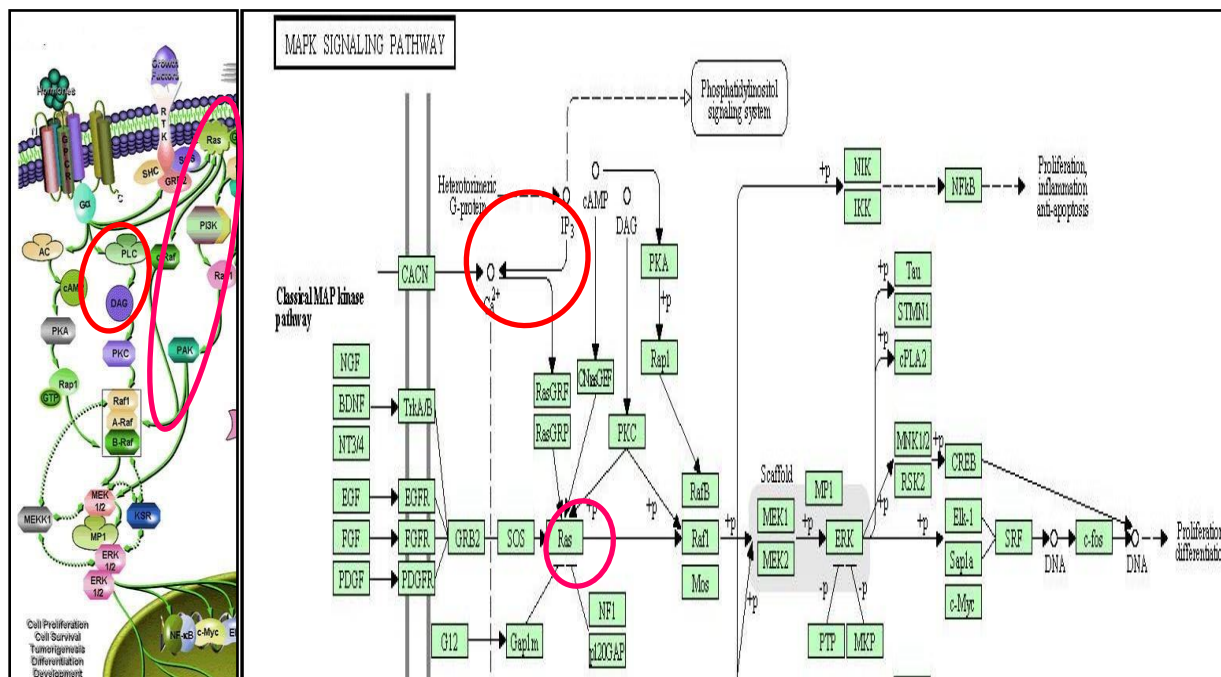 Growth
Factors
Hormones
R
T
K
G
P
C
R
Ras
SHC
SOS
GRB2
Gα
PI3K
AC
PLC
c-Raf
cAMP
DAG
Rac1
PKA
PKC
PAK
Rap1
GTP
Raf1
A-Raf
B-Raf
MEK
1/2
MEKK1
KSR
MP1
ERK
1/2
ERK
1/2
Cell Proliferation
Cell Survival
Tumorigenesis
Differentiation
Development
NF-κB
c-Myc
MAPK SIGNALING PATHWAY
Phosphatidylinositol
signaling system
Heterotorimeric
G-protein
IP3
cAMP
DAG
+p
NIK
IKK
NFkB
Proliferation,
inflammation
anti-apoptosis
CACN
Ca2+
PKA
+p
Classical MAP kinase
pathway
+p
Tau
STMN1
+p
cPLA2
NGF
BDNF
NT3/4
TrkA/B
RasGRF
RasGRP
CNrasGEF
PKC
Rap1
RafB
MNK1/2
RSK2
+p
CREB
Scaffold
MP1
EGF
EGFR
FGF
FGFR
PDGF
PDGFR
GRB2
SOS
Ras
+p
+p
Raf1
Mos
+p
MEK1
MEK2
+p
ERK
+p
+p
Elk-1
Sap1a
c-Myc
SRF
DNA
c-fos
DNA
Proliferation
differentiation
G12
Gap1m
NF1
p120GAP
+p
-p
-p
PTP
MKP